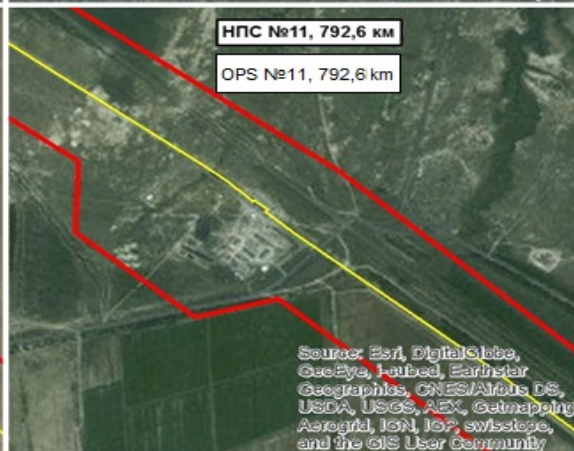 НПС №11, 792,6 км
OPS №11, 792,6 km
Source: Esri, DigitalGlobe,
GeoEye, i-cubed, Earthstar
Geographics, CNES/Airbus DS,
USDA, USGS, AEX, Getmapping,
Aerogrid, IGN, IGP, swisstopo,
and the GIS User Community